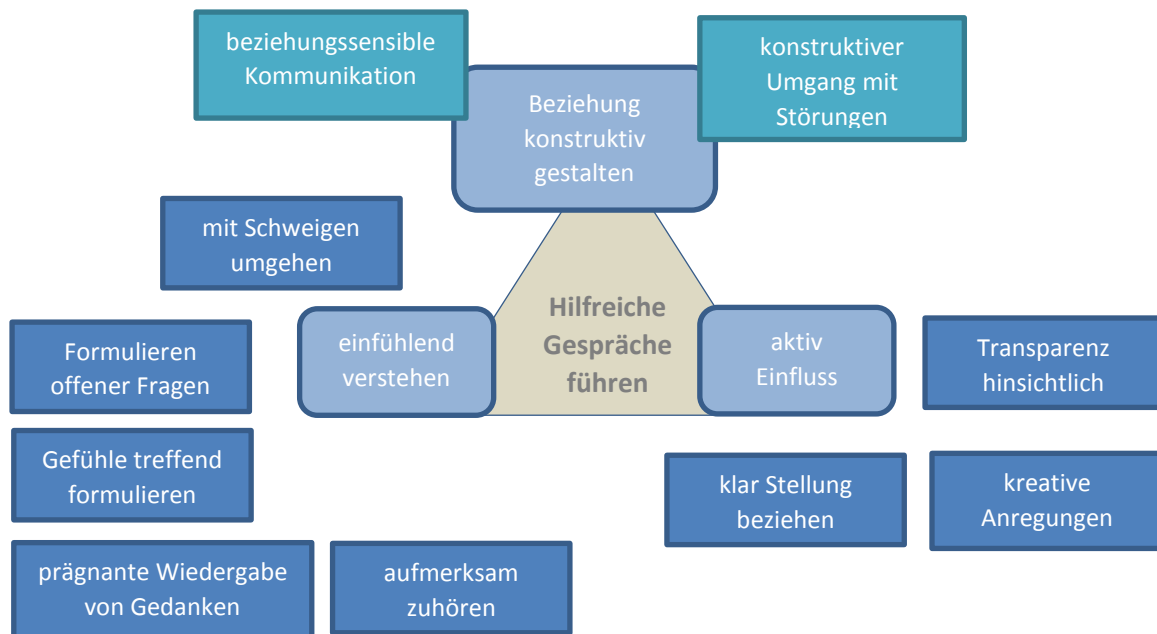 beziehungssensible
Kommunikation
konstruktiver
Umgang mit
Störungen
Beziehung
konstruktiv
gestalten
mit Schweigen
umgehen
Hilfreiche
Gespräche
führen
einfühlend
verstehen
aktiv
Einfluss
Formulieren
offener Fragen
Transparenz
hinsichtlich
Gefühle treffend
formulieren
klar Stellung
beziehen
kreative
Anregungen
prägnante Wiedergabe
von Gedanken
aufmerksam
zuhören